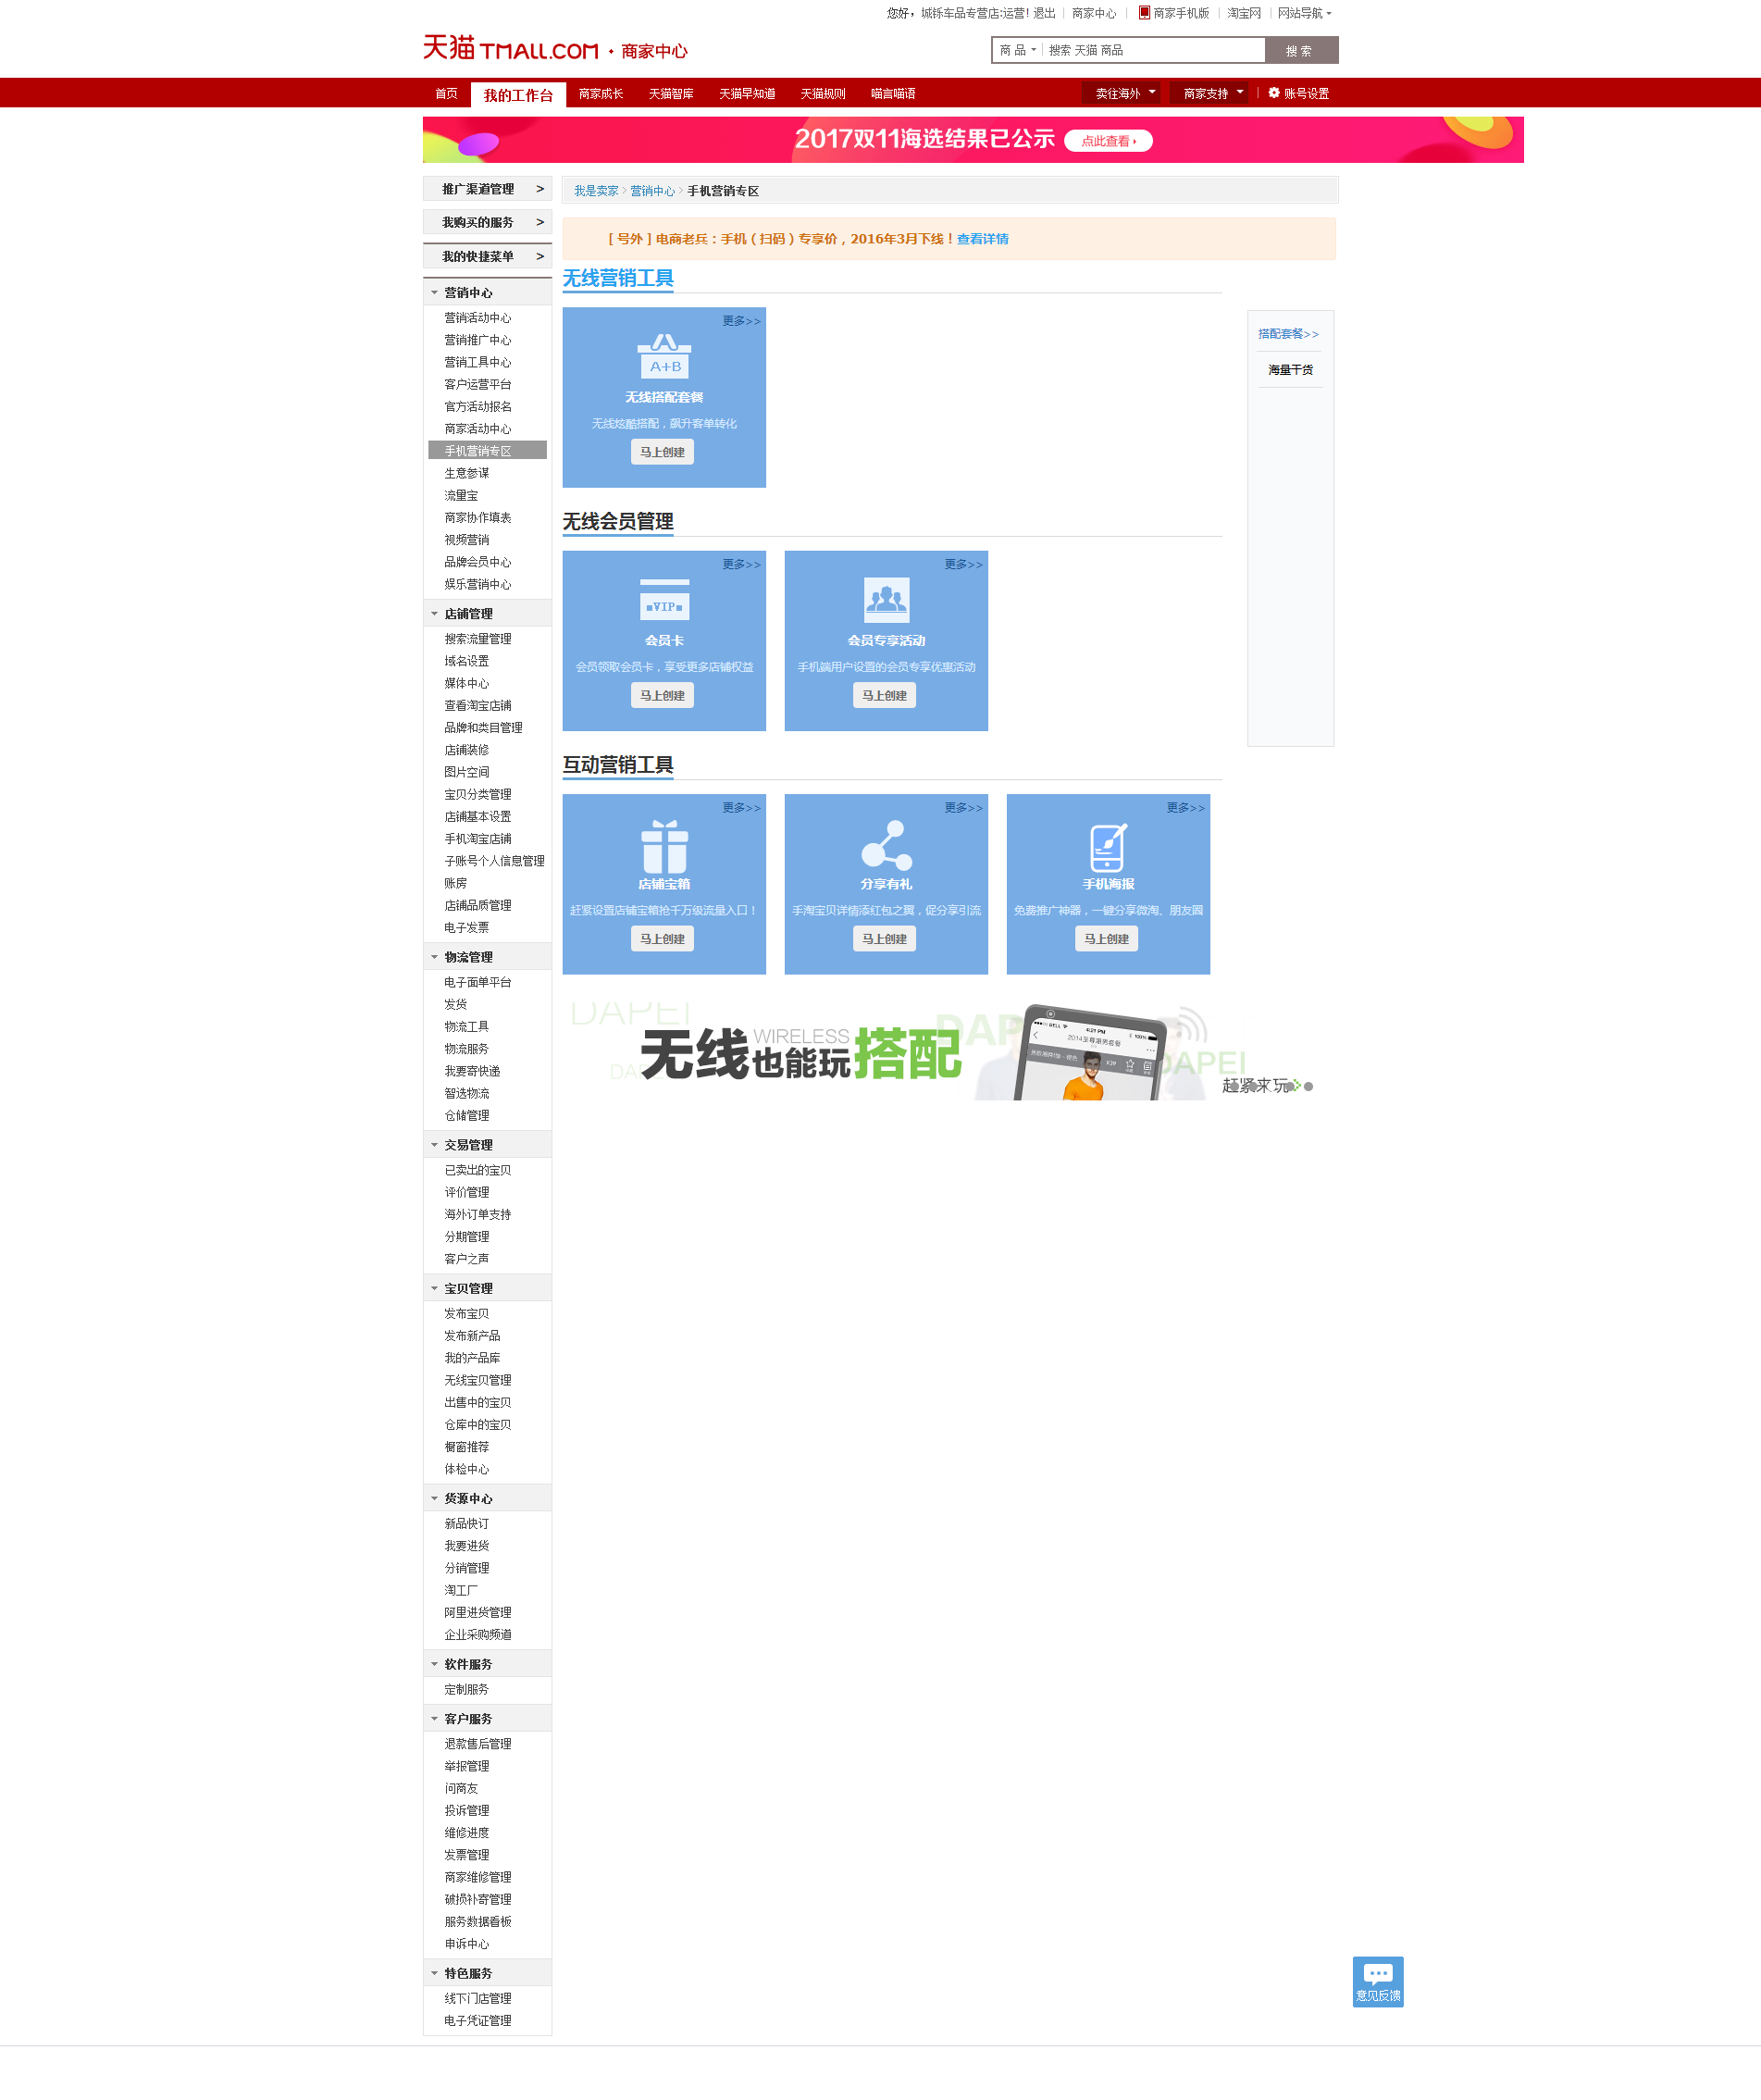 您好，城铄车品专营店:运营! 退出 商家中心 商家手机版 淘宝网 网站导航
天猫 TMALL.COM · 商家中心
商 品 搜索 天猫 商品 搜 索
首页 我的工作台 商家成长 天猫智库 天猫早知道 天猫规则 喵言喵语 卖往海外 商家支持 账号设置
2017双11海选结果已公示 点此查看
推广渠道管理 >
我购买的服务 >
我的快捷菜单 >
营销中心
营销活动中心
营销推广中心
营销工具中心
客户运营平台
官方活动报名
商家活动中心
手机营销专区
生意参谋
流量宝
商家协作填表
视频营销
品牌会员中心
娱乐营销中心
店铺管理
搜索流量管理
域名设置
媒体中心
查看淘宝店铺
品牌和类目管理
店铺装修
图片空间
宝贝分类管理
店铺基本设置
手机淘宝店铺
子账号个人信息管理
账房
店铺品质管理
电子发票
物流管理
电子面单平台
发货
物流工具
物流服务
我要寄快递
智选物流
仓储管理
交易管理
已卖出的宝贝
评价管理
海外订单支持
分期管理
客户之声
宝贝管理
发布宝贝
发布新产品
我的产品库
无线宝贝管理
出售中的宝贝
仓库中的宝贝
橱窗推荐
体检中心
货源中心
新品快订
我要进货
分销管理
淘工厂
阿里进货管理
企业采购频道
软件服务
定制服务
客户服务
退款售后管理
举报管理
问商友
投诉管理
维修进度
发票管理
商家维修管理
破损补寄管理
服务数据看板
申诉中心
特色服务
线下门店管理
电子凭证管理
我是卖家 > 营销中心 > 手机营销专区
[ 号外 ] 电商老兵：手机（扫码）专享价，2016年3月下线！查看详情
无线营销工具
更多>>
A+B
无线搭配套餐
无线炫酷搭配，飙升客单转化
马上创建
搭配套餐>>
海量干货
无线会员管理
更多>>
VIP
会员卡
会员领取会员卡，享受更多店铺权益
马上创建
更多>>
会员专享活动
手机端用户设置的会员专享优惠活动
马上创建
互动营销工具
更多>>
店铺宝箱
赶紧设置店铺宝箱抢千万级流量入口！
马上创建
更多>>
分享有礼
手淘宝贝详情添红包之翼，促分享引流
马上创建
更多>>
手机海报
免费推广神器，一键分享微淘、朋友圈
马上创建
DAPEI
无线也能玩搭配
WIRELESS
DAPEI
DAPEI
DAPEI
BELL 4:21 PM 100%
2014至尊潮男套餐
赶紧来玩
意见反馈